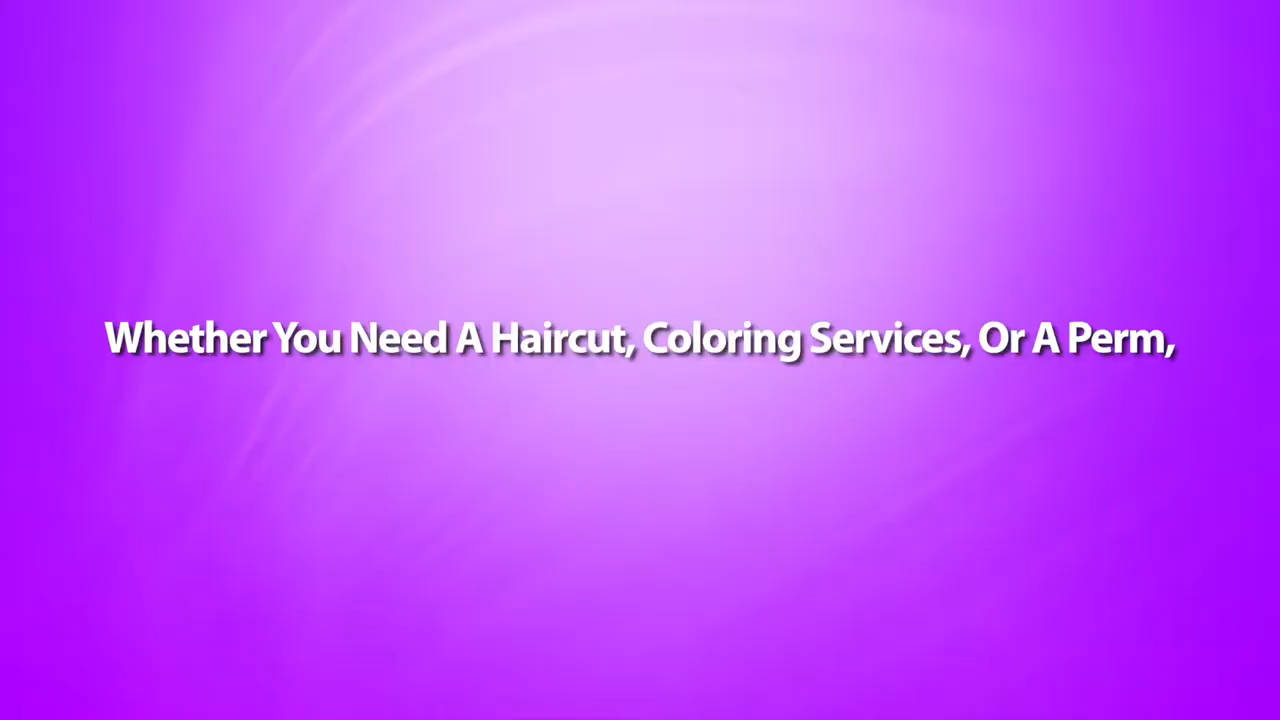 Whether You Need A Haircut, Coloring Services, Or A Perm,